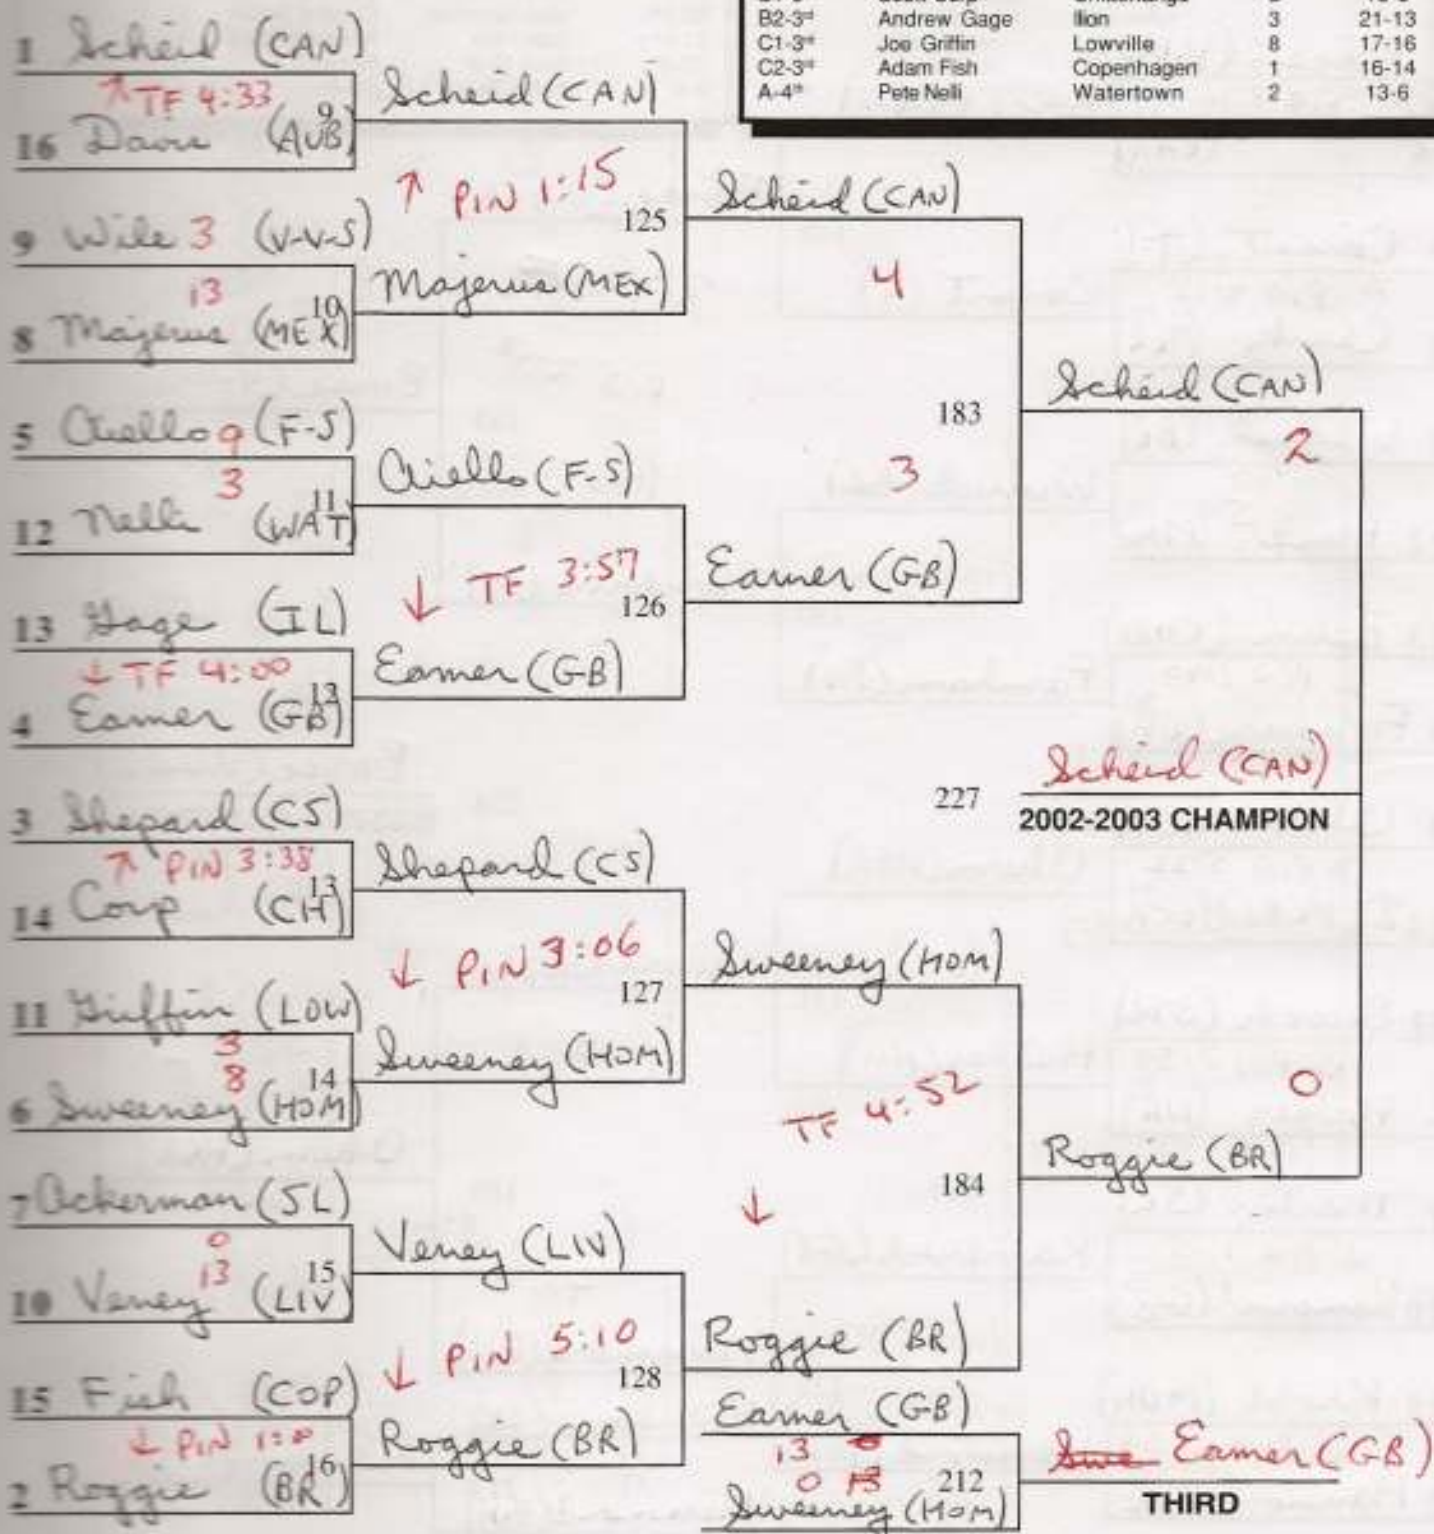 B2-3rd Andrew Gage Ilion 3 21-13
C1-3rd Joe Griffin Lowville 8 17-16
C2-3rd Adam Fish Copenhagen 1 16-14
A-4th Pete Nelli Watertown 2 13-6
1 Scheid (CAN)
↑ TF 4:33
9
16 Davis (AUB)
9 Wile 3 (V-V-S)
13
10
8 Majerus (MEX)
5 Aiello 9 (F-S)
3
11
12 Nelli (WAT)
13 Gage (IL)
↓ TF 4:00
12
4 Eamer (GB)
3 Shepard (CS)
↑ PIN 3:38
13
14 Corp (CH)
11 Griffin (LOW)
3
8
14
6 Sweeney (HOM)
7 Ackerman (SL)
0
13
15
10 Veney (LIV)
15 Fish (COP)
↓ PIN
16
2 Roggie (BR)
Scheid (CAN)
↑ PIN 1:15
125
Majerus (MEX)
Aiello (F-S)
↓ TF 3:57
126
Eamer (GB)
Shepard (CS)
↓ PIN 3:06
127
Sweeney (HOM)
Veney (LIV)
↓ PIN 5:10
128
Roggie (BR)
Scheid (CAN)
4
183
3
Eamer (GB)
Sweeney (HOM)
TF 4:52
↓
184
Roggie (BR)
Scheid (CAN)
2
0
Roggie (BR)
227
Scheid (CAN)
2002-2003 CHAMPION
Eamer (GB)
13
0 13
212
Sweeney (HOM)
Swe Eamer (GB)
THIRD